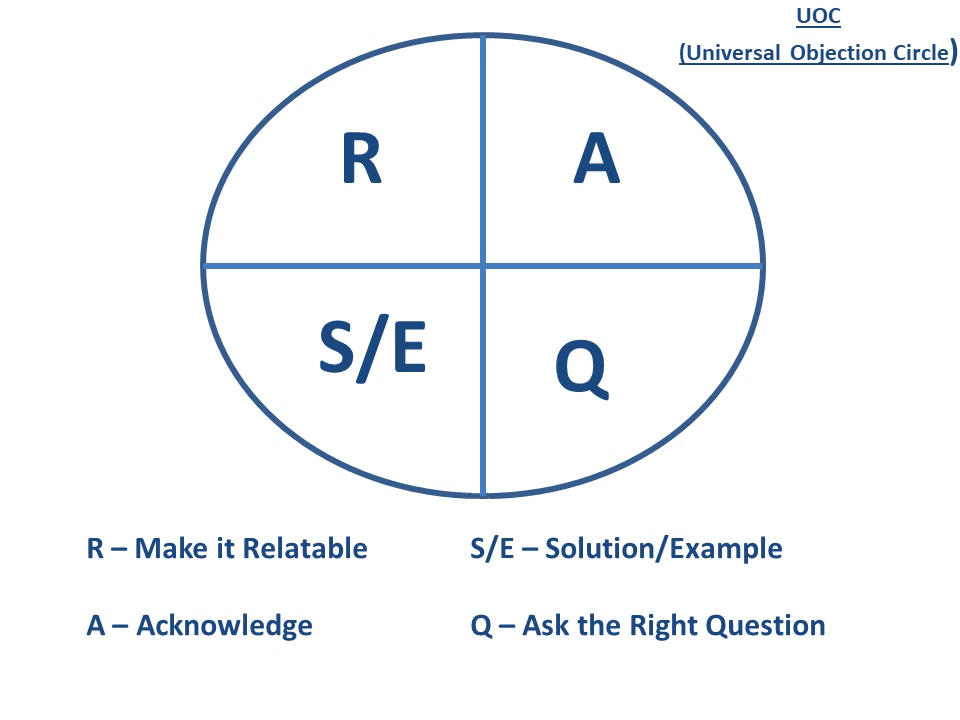 UOC
(Universal Objection Circle)
R
A
S/E
Q
R – Make it Relatable
S/E – Solution/Example
A – Acknowledge
Q – Ask the Right Question